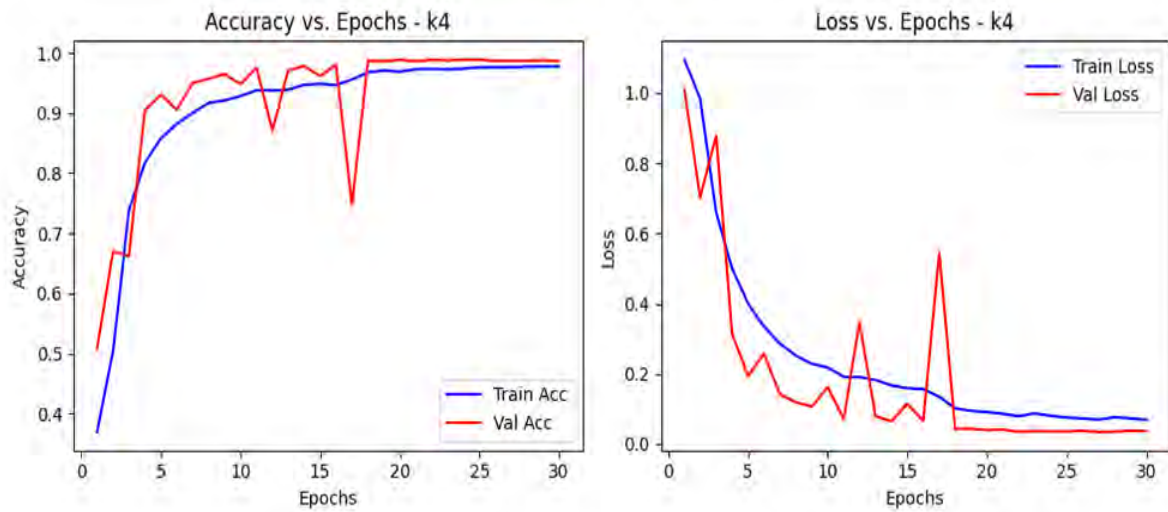 Accuracy vs. Epochs - k4
1.0
0.9
0.8
0.7
0.6
0.5
0.4
Accuracy
Train Acc
Val Acc
0 5 10 15 20 25 30
Epochs
Loss vs. Epochs - k4
1.0
0.8
0.6
0.4
0.2
0.0
Loss
Train Loss
Val Loss
0 5 10 15 20 25 30
Epochs